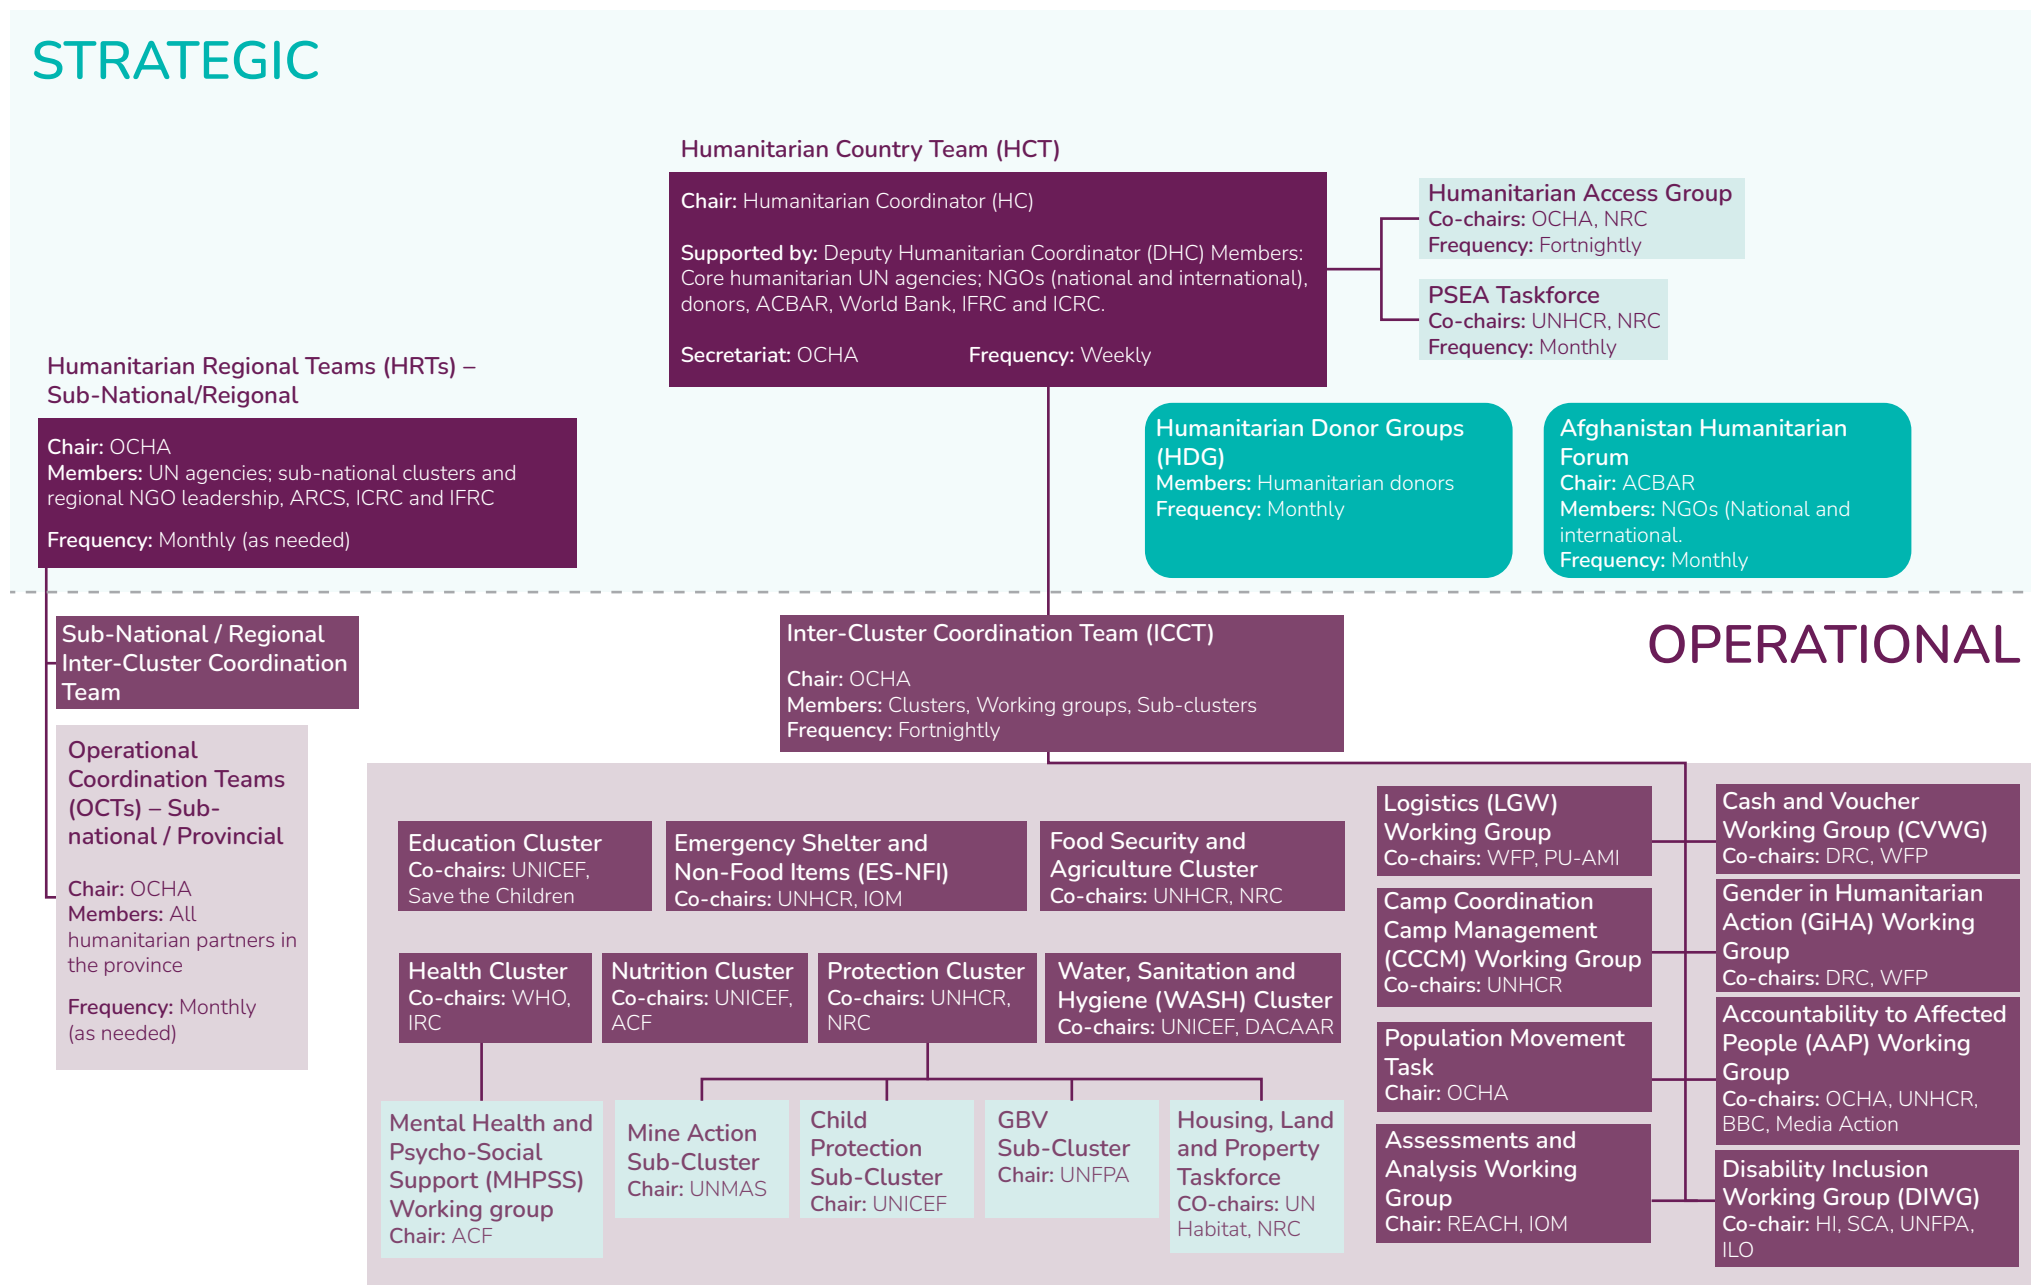 STRATEGIC
Humanitarian Country Team (HCT)
Chair: Humanitarian Coordinator (HC)
Supported by: Deputy Humanitarian Coordinator (DHC) Members:
Core humanitarian UN agencies; NGOs (national and international),
donors, ACBAR, World Bank, IFRC and ICRC.
Secretariat: OCHA Frequency: Weekly
Humanitarian Access Group
Co-chairs: OCHA, NRC
Frequency: Fortnightly
PSEA Taskforce
Co-chairs: UNHCR, NRC
Frequency: Monthly
Humanitarian Regional Teams (HRTs) –
Sub-National/Reigonal
Chair: OCHA
Members: UN agencies; sub-national clusters and
regional NGO leadership, ARCS, ICRC and IFRC
Frequency: Monthly (as needed)
Humanitarian Donor Groups
(HDG)
Members: Humanitarian donors
Frequency: Monthly
Afghanistan Humanitarian
Forum
Chair: ACBAR
Members: NGOs (National and
international.
Frequency: Monthly
OPERATIONAL
Sub-National / Regional
Inter-Cluster Coordination
Team
Operational
Coordination Teams
(OCTs) – Sub-
national / Provincial
Chair: OCHA
Members: All
humanitarian partners in
the province
Frequency: Monthly
(as needed)
Inter-Cluster Coordination Team (ICCT)
Chair: OCHA
Members: Clusters, Working groups, Sub-clusters
Frequency: Fortnightly
Education Cluster
Co-chairs: UNICEF,
Save the Children
Emergency Shelter and
Non-Food Items (ES-NFI)
Co-chairs: UNHCR, IOM
Food Security and
Agriculture Cluster
Co-chairs: UNHCR, NRC
Health Cluster
Co-chairs: WHO,
IRC
Nutrition Cluster
Co-chairs: UNICEF,
ACF
Protection Cluster
Co-chairs: UNHCR,
NRC
Water, Sanitation and
Hygiene (WASH) Cluster
Co-chairs: UNICEF, DACAAR
Mental Health and
Psycho-Social
Support (MHPSS)
Working group
Chair: ACF
Mine Action
Sub-Cluster
Chair: UNMAS
Child
Protection
Sub-Cluster
Chair: UNICEF
GBV
Sub-Cluster
Chair: UNFPA
Housing, Land
and Property
Taskforce
CO-chairs: UN
Habitat, NRC
Logistics (LGW)
Working Group
Co-chairs: WFP, PU-AMI
Camp Coordination
Camp Management
(CCCM) Working Group
Co-chairs: UNHCR
Population Movement
Task
Chair: OCHA
Assessments and
Analysis Working
Group
Chair: REACH, IOM
Cash and Voucher
Working Group (CVWG)
Co-chairs: DRC, WFP
Gender in Humanitarian
Action (GiHA) Working
Group
Co-chairs: DRC, WFP
Accountability to Affected
People (AAP) Working
Group
Co-chairs: OCHA, UNHCR,
BBC, Media Action
Disability Inclusion
Working Group (DIWG)
Co-chair: HI, SCA, UNFPA,
ILO